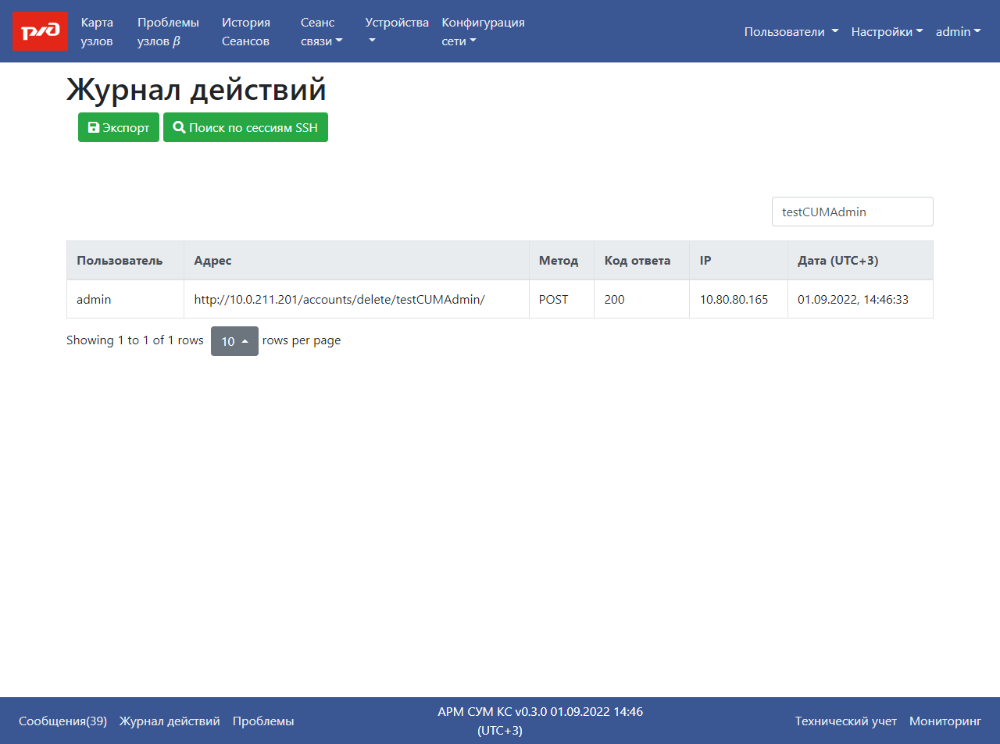 ржд
Карта узлов
Проблемы узлов β
История Сеансов
Сеанс связи
Устройства
Конфигурация сети
Пользователи
Настройки
admin
Журнал действий
Экспорт
Поиск по сессиям SSH
testCUMAdmin
Пользователь Адрес Метод Код ответа IP Дата (UTC+3)
admin http://10.0.211.201/accounts/delete/testCUMAdmin/ POST 200 10.80.80.165 01.09.2022, 14:46:33
Showing 1 to 1 of 1 rows 10 rows per page
Сообщения(39) Журнал действий Проблемы
АРМ СУМ КС v0.3.0 01.09.2022 14:46
(UTC+3)
Технический учет Мониторинг